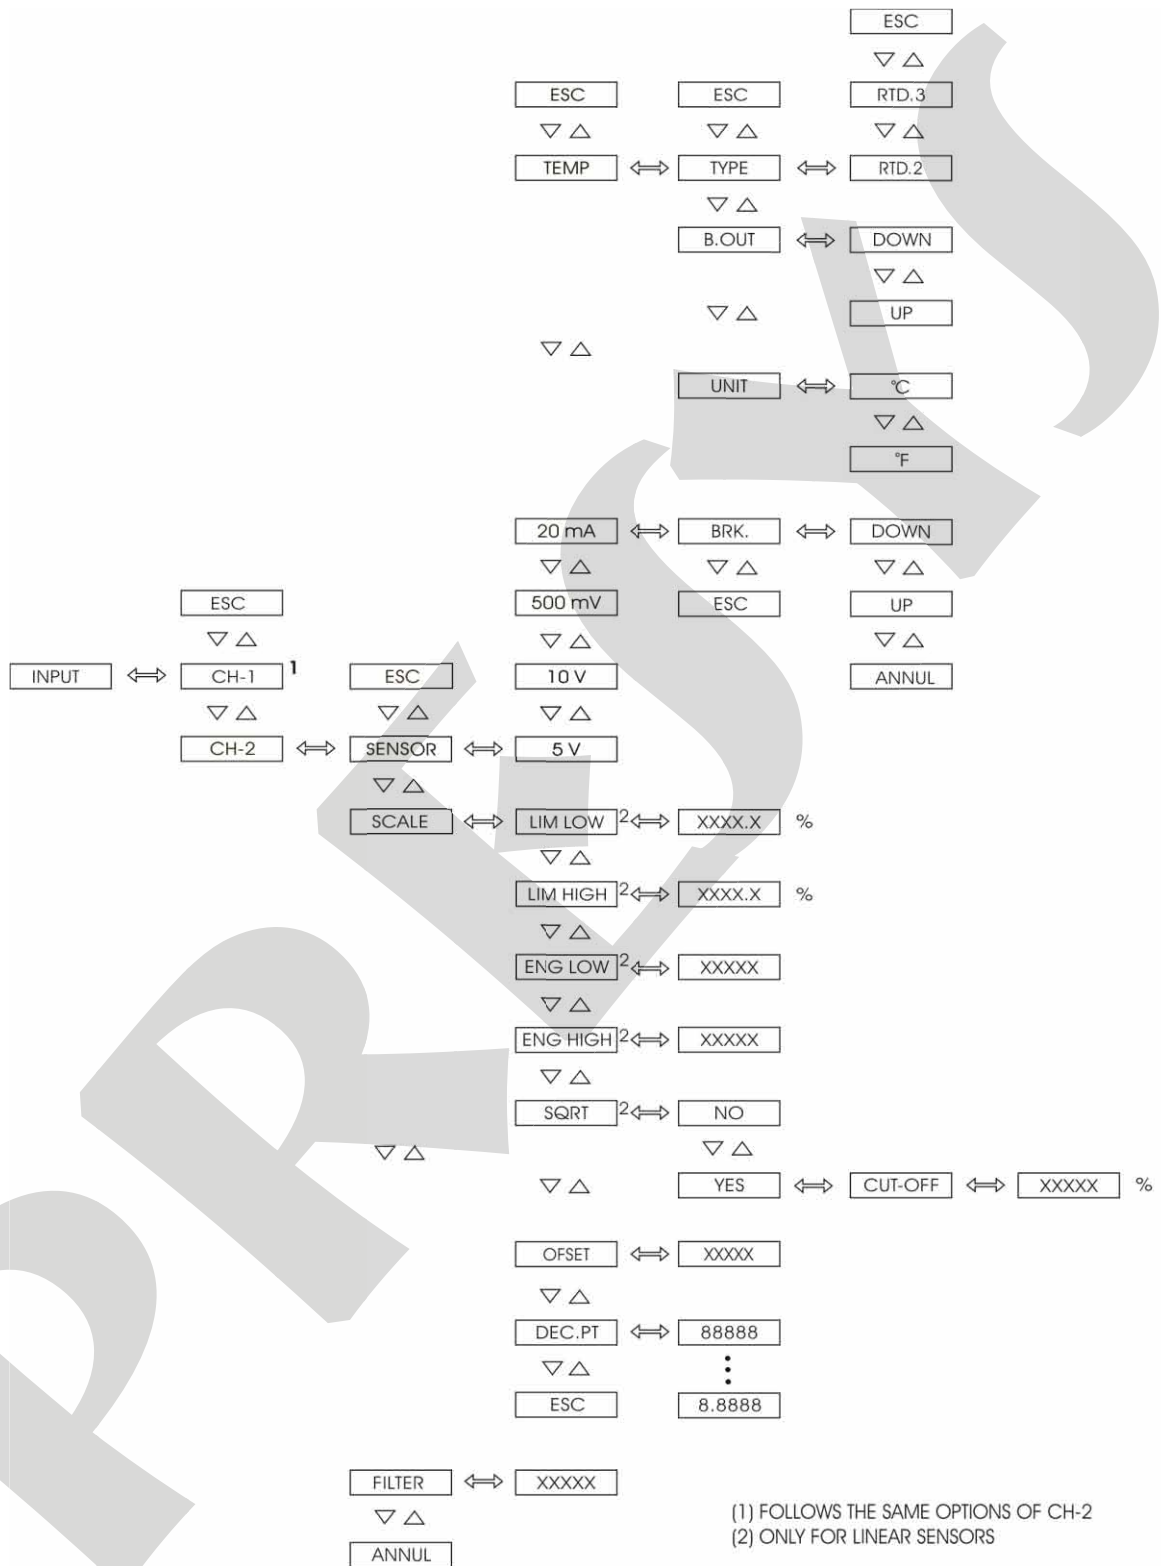 ESC
ESC ESC RTD.3
TEMP TYPE RTD.2
B.OUT DOWN
UP
UNIT °C
°F
20 mA BRK. DOWN
ESC 500 mV ESC UP
INPUT CH-1 1 ESC 10 V ANNUL
CH-2 SENSOR 5 V
SCALE LIM LOW 2 XXXX.X %
LIM HIGH 2 XXXX.X %
ENG LOW 2 XXXXX
ENG HIGH 2 XXXXX
SQRT 2 NO
YES CUT-OFF XXXXX %
OFSET XXXXX
DEC.PT 88888
ESC 8.8888
FILTER XXXXX
(1) FOLLOWS THE SAME OPTIONS OF CH-2
(2) ONLY FOR LINEAR SENSORS
ANNUL
PRESYS